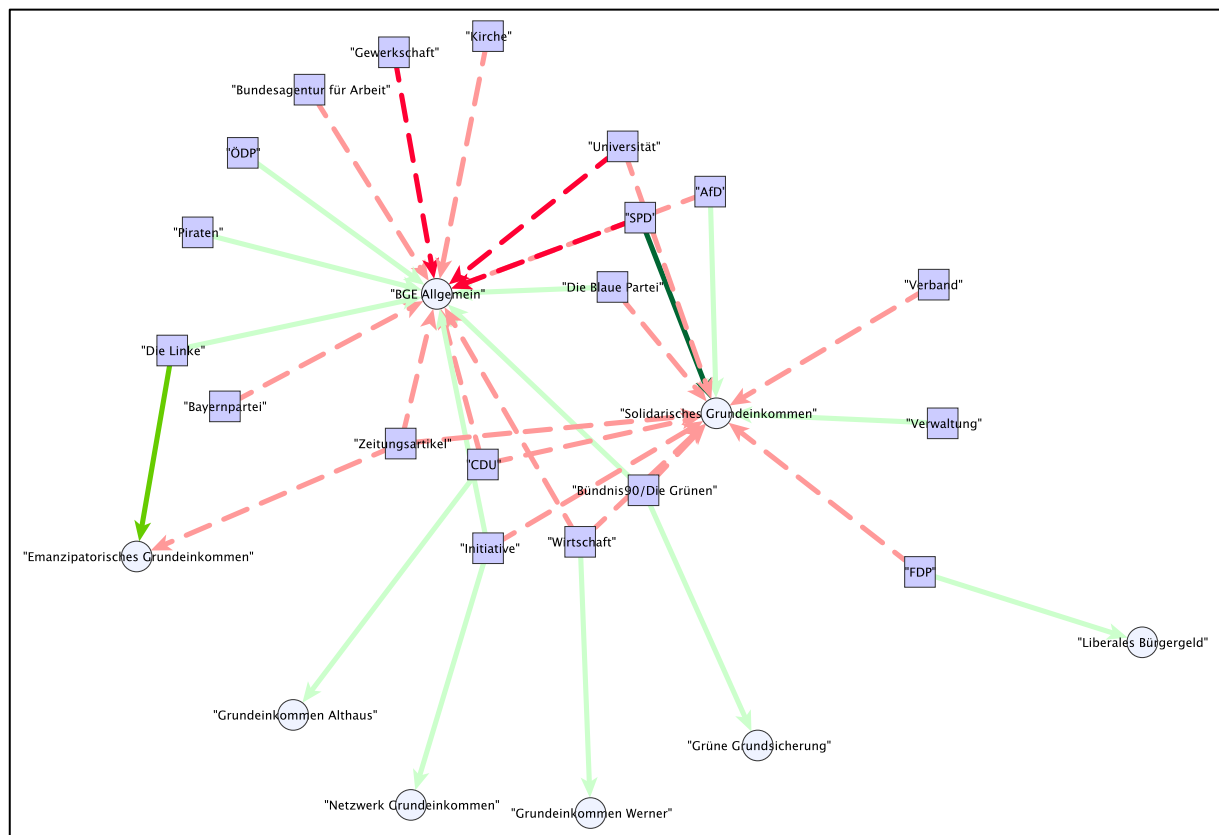 "Kirche"
"Gewerkschaft"
"Bundesagentur für Arbeit"
"Universität"
"ÖDP"
"AfD"
"SPD"
"Piraten"
"Verband"
"Die Blaue Partei"
"BGE Allgemein"
"Die Linke"
"Bayernpartei"
"Solidarisches Grundeinkommen"
"Verwaltung"
"Zeitungsartikel"
"CDU"
"Bündnis90/Die Grünen"
"Wirtschaft"
"Initiative"
"Emanzipatorisches Grundeinkommen"
"FDP"
"Liberales Bürgergeld"
"Grundeinkommen Althaus"
"Grüne Grundsicherung"
"Netzwerk Grundeinkommen"
"Grundeinkommen Werner"